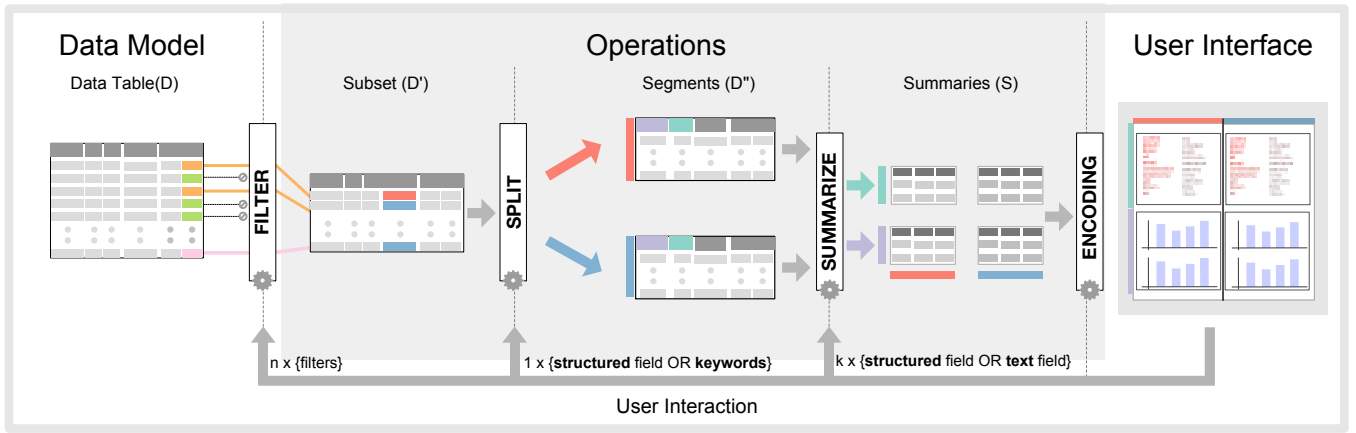 Data Model
Operations
User Interface
Data Table(D)
Subset (D')
Segments (D")
Summaries (S)
FILTER
SPLIT
SUMMARIZE
ENCODING
n x {filters}
1 x {structured field OR keywords}
k x {structured field OR text field}
User Interaction